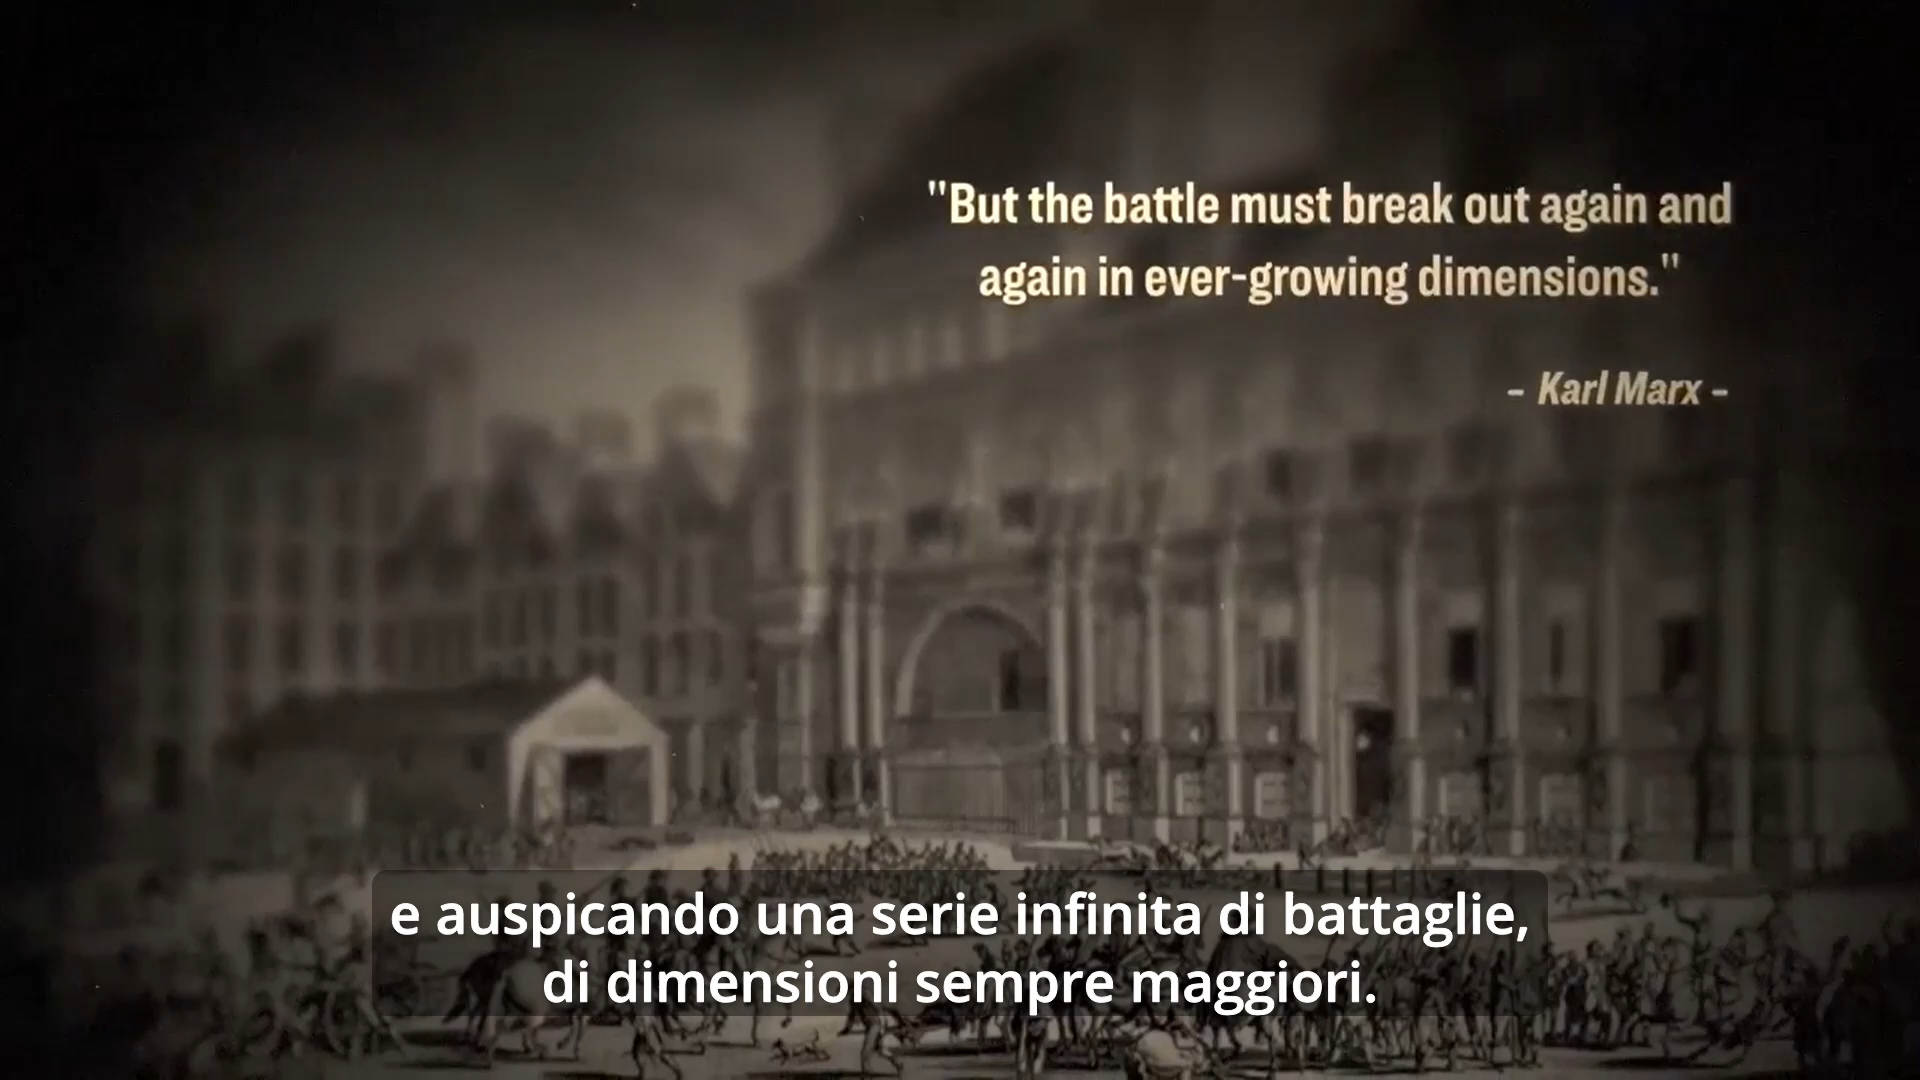 "But the battle must break out again and
again in ever-growing dimensions."
- Karl Marx -
e auspicando una serie infinita di battaglie,
di dimensioni sempre maggiori.